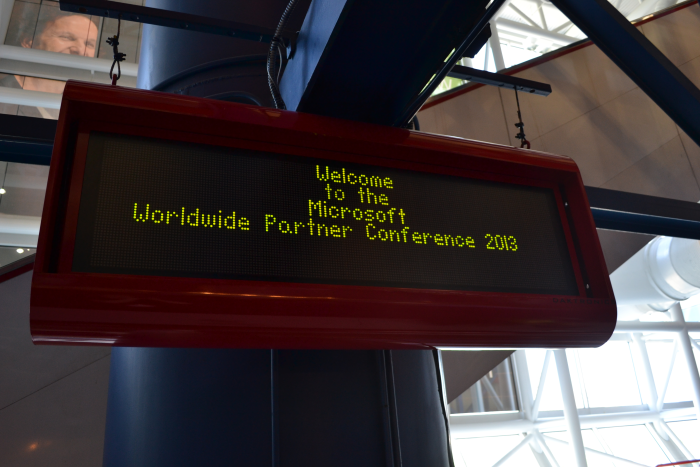 Welcome
to the
Microsoft
Worldwide Partner Conference 2013